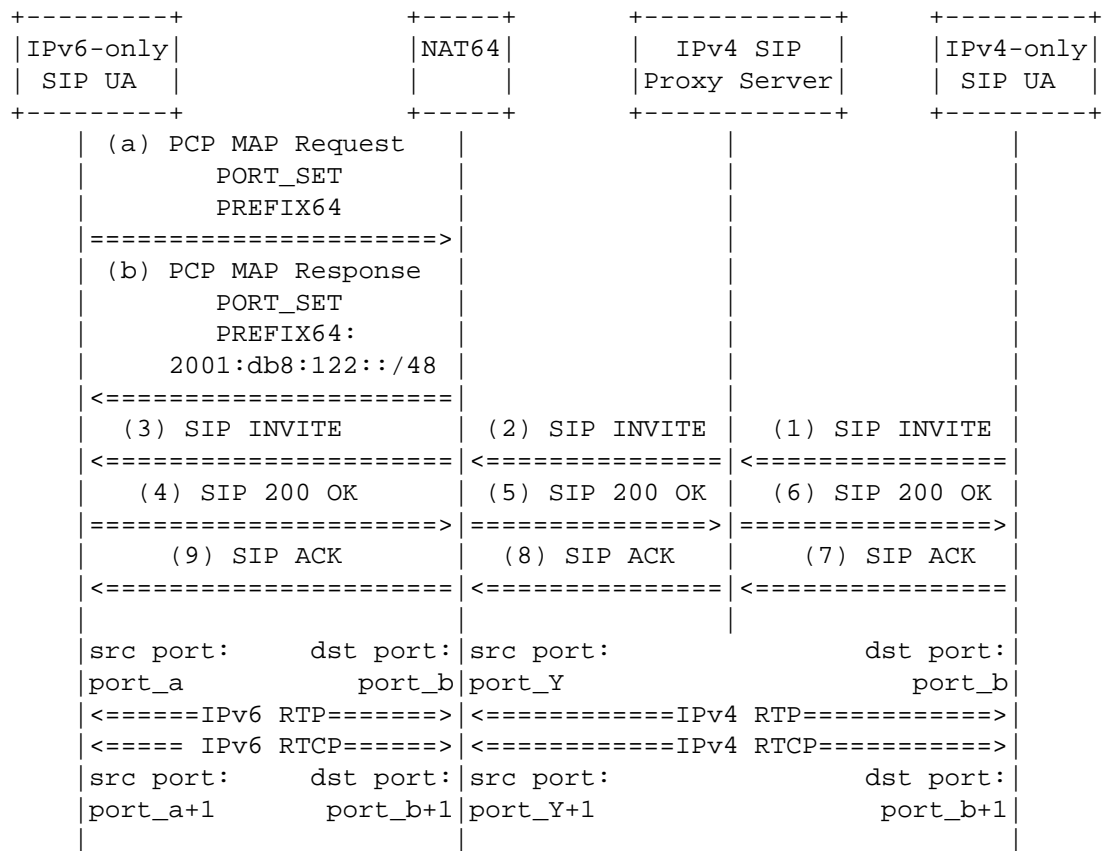 +---------+ +-----+ +------------+ +---------+
|IPv6-only| |NAT64| | IPv4 SIP | |IPv4-only|
| SIP UA | | | |Proxy Server| | SIP UA |
+---------+ +-----+ +------------+ +---------+
| (a) PCP MAP Request | | |
| PORT_SET | | |
| PREFIX64 | | |
|======================>| | |
| (b) PCP MAP Response | | |
| PORT_SET | | |
| PREFIX64: | | |
| 2001:db8:122::/48 | | |
|<======================| | |
| (3) SIP INVITE | (2) SIP INVITE | (1) SIP INVITE |
|<======================|<===============|<================|
| (4) SIP 200 OK | (5) SIP 200 OK | (6) SIP 200 OK |
|======================>|===============>|================>|
| (9) SIP ACK | (8) SIP ACK | (7) SIP ACK |
|<======================|<===============|<================|
| | | |
|src port: dst port:|src port: dst port:|
|port_a port_b|port_Y port_b|
|<======IPv6 RTP=======>|<============IPv4 RTP============>|
|<===== IPv6 RTCP======>|<============IPv4 RTCP===========>|
|src port: dst port:|src port: dst port:|
|port_a+1 port_b+1|port_Y+1 port_b+1|
| | |